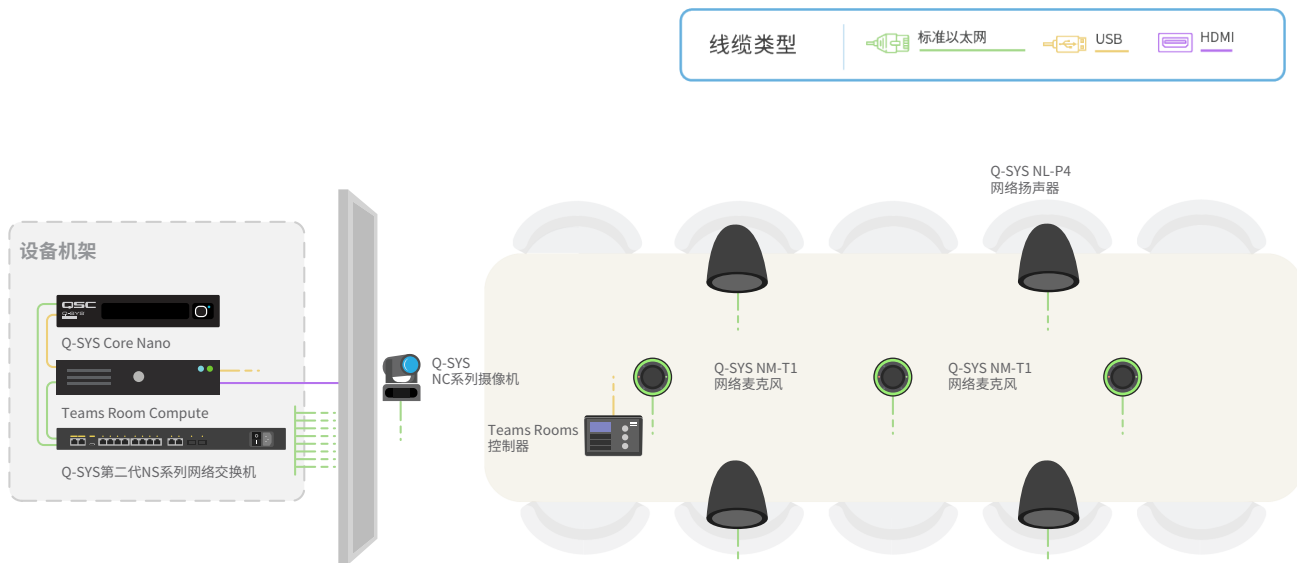 线缆类型
标准以太网
USB
HDMI
Q-SYS NL-P4
网络扬声器
设备机架
QSC
Q-SYS
Q-SYS Core Nano
Teams Room Compute
Q-SYS第二代NS系列网络交换机
Q-SYS
NC系列摄像机
Q-SYS NM-T1
网络麦克风
Q-SYS NM-T1
网络麦克风
Teams Rooms
控制器